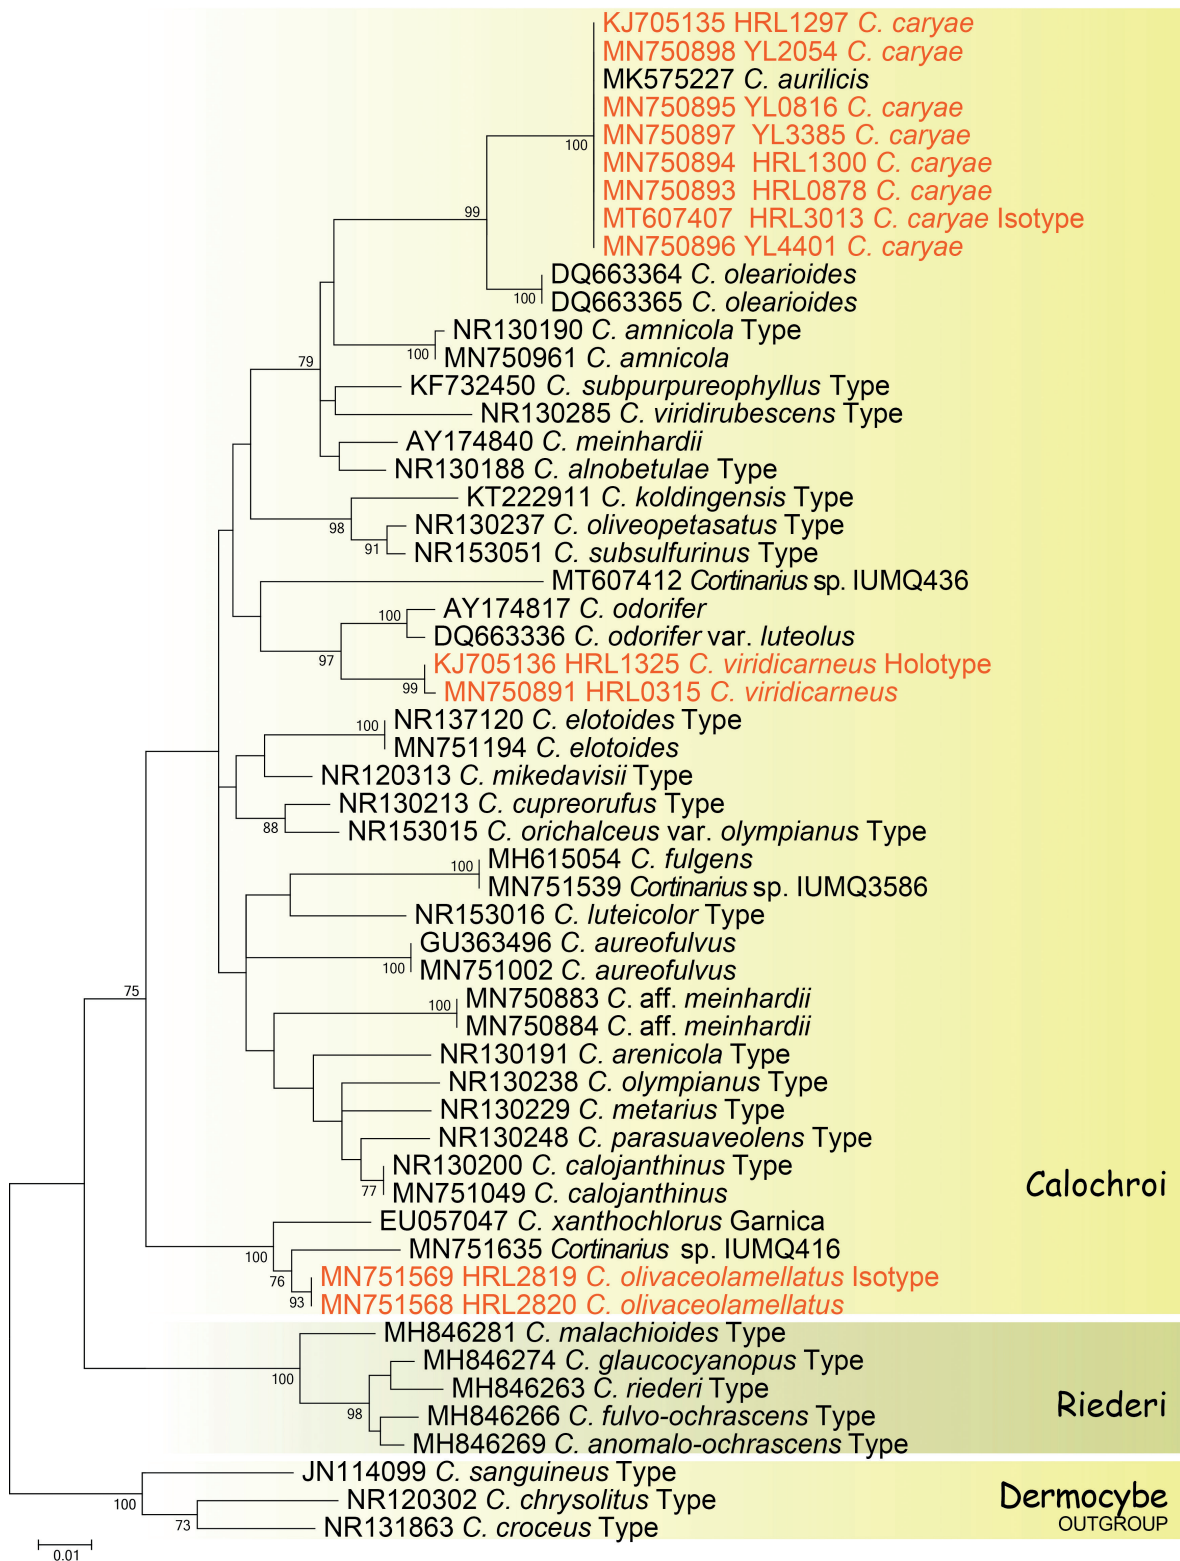 KJ705135 HRL1297 C. caryae
MN750898 YL2054 C. caryae
MK575227 C. aurilicis
MN750895 YL0816 C. caryae
MN750897 YL3385 C. caryae
100
MN750894 HRL1300 C. caryae
MN750893 HRL0878 C. caryae
99
MT607407 HRL3013 C. caryae Isotype
MN750896 YL4401 C. caryae
DQ663364 C. olearioides
100
DQ663365 C. olearioides
NR130190 C. amnicola Type
100
MN750961 C. amnicola
79
KF732450 C. subpurpureophyllus Type
NR130285 C. viridirubescens Type
AY174840 C. meinhardii
NR130188 C. alnobetulae Type
KT222911 C. koldingensis Type
98
NR130237 C. oliveopetasatus Type
91
NR153051 C. subsulfurinus Type
MT607412 Cortinarius sp. IUMQ436
AY174817 C. odorifer
100
DQ663336 C. odorifer var. luteolus
97
KJ705136 HRL1325 C. viridicarneus Holotype
99
MN750891 HRL0315 C. viridicarneus
NR137120 C. elotoides Type
100
MN751194 C. elotoides
NR120313 C. mikedavisii Type
NR130213 C. cupreorufus Type
88
NR153015 C. orichalceus var. olympianus Type
MH615054 C. fulgens
100
MN751539 Cortinarius sp. IUMQ3586
NR153016 C. luteicolor Type
GU363496 C. aureofulvus
100
MN751002 C. aureofulvus
75
MN750883 C. aff. meinhardii
100
MN750884 C. aff. meinhardii
NR130191 C. arenicola Type
NR130238 C. olympianus Type
NR130229 C. metarius Type
NR130248 C. parasuaveolens Type
NR130200 C. calojanthinus Type
77
MN751049 C. calojanthinus
Calochroi
EU057047 C. xanthochlorus Garnica
100
MN751635 Cortinarius sp. IUMQ416
76
MN751569 HRL2819 C. olivaceolamellatus Isotype
93
MN751568 HRL2820 C. olivaceolamellatus
MH846281 C. malachioides Type
MH846274 C. glaucocyanopus Type
100
MH846263 C. riederi Type
Riederi
98
MH846266 C. fulvo-ochrascens Type
MH846269 C. anomalo-ochrascens Type
JN114099 C. sanguineus Type
100
NR120302 C. chrysolitus Type
Dermocybe
73
NR131863 C. croceus Type
OUTGROUP
0.01